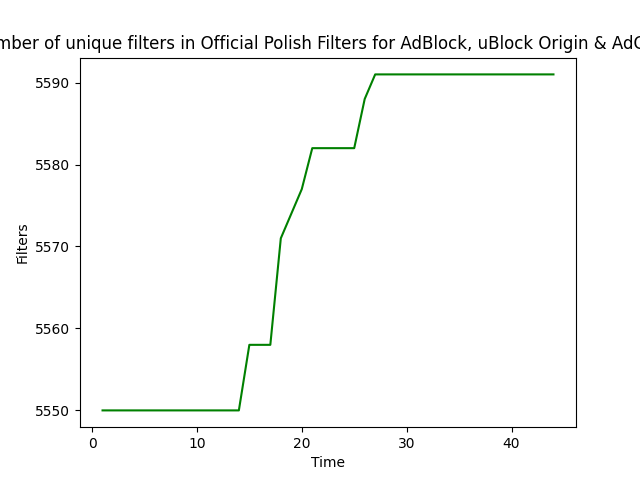 mber of unique filters in Official Polish Filters for AdBlock, uBlock Origin & AdG
5590
5580
5570
5560
5550
Filters
0 10 20 30 40
Time